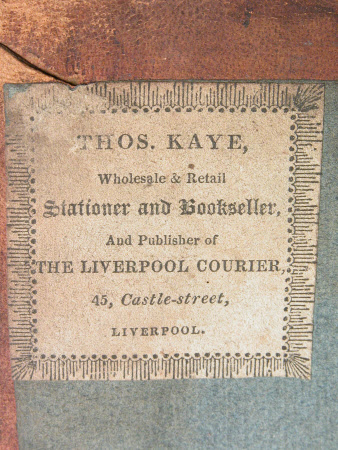 THOS. KAYE,
Wholesale & Retail
Stationer and Bookseller,
And Publisher of
THE LIVERPOOL COURIER,
45, Castle-street,
LIVERPOOL.